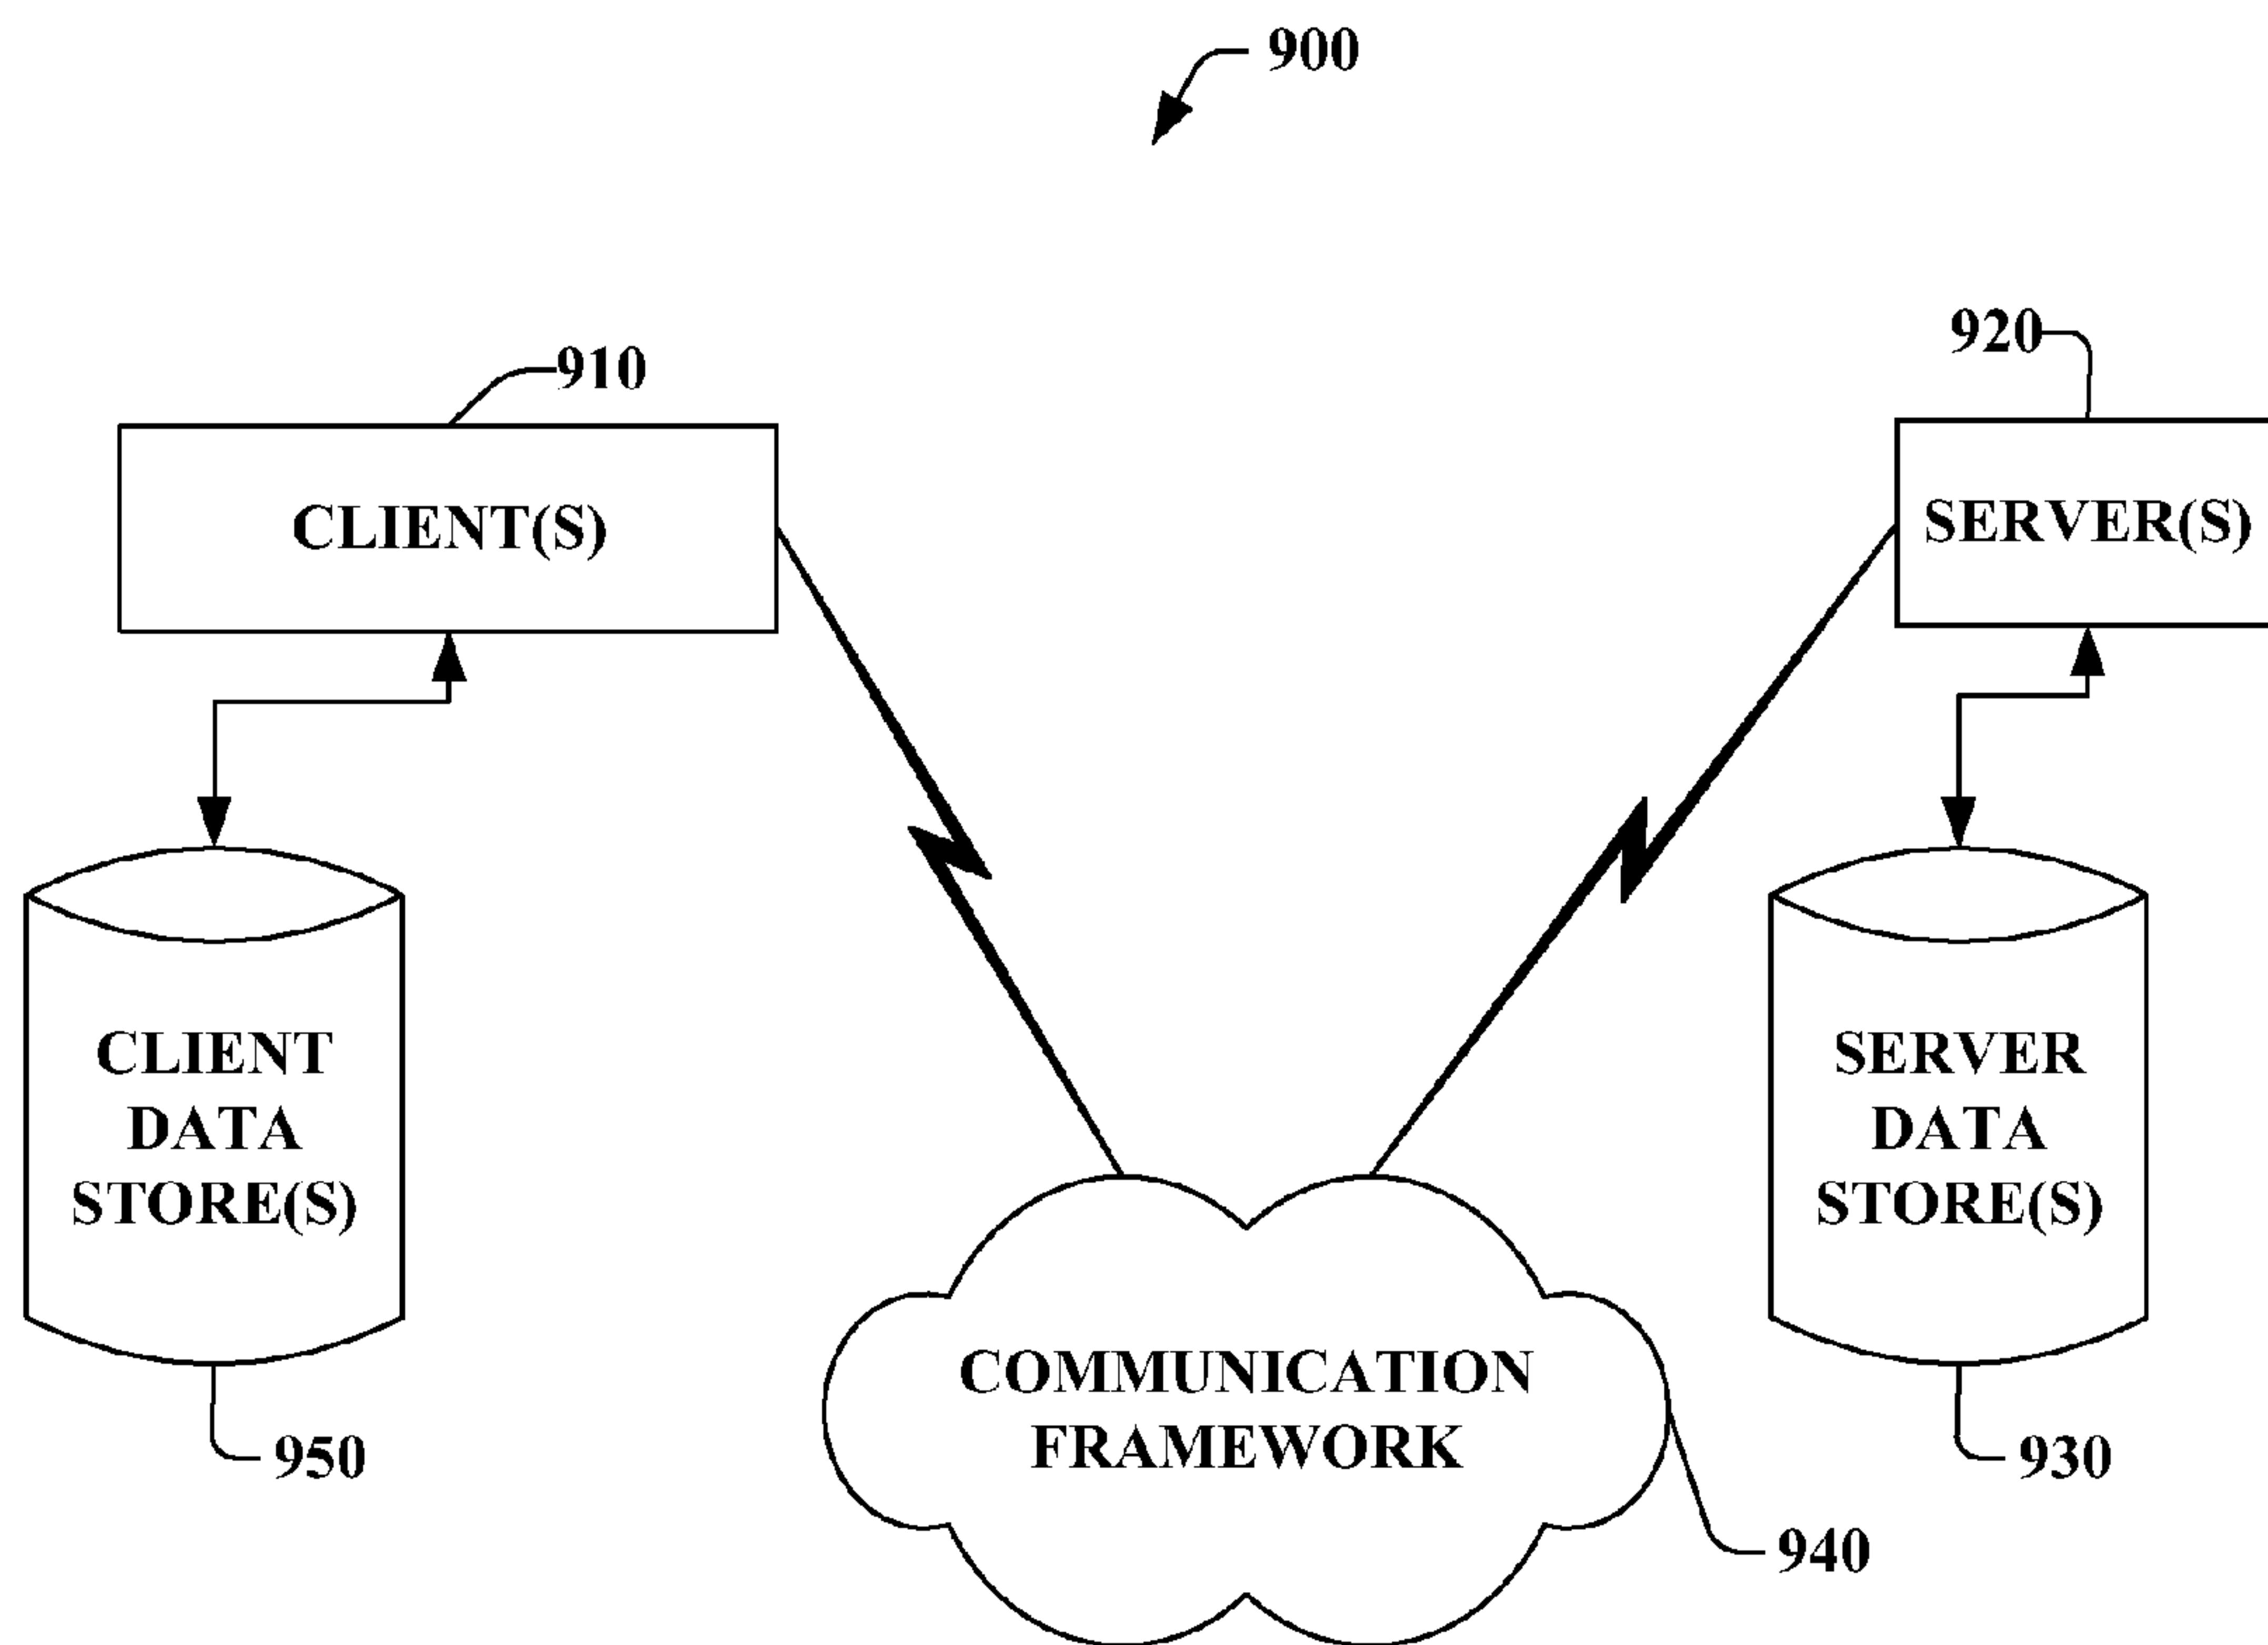 900
910
920
CLIENT(S)
SERVER(S)
CLIENT
DATA
STORE(S)
SERVER
DATA
STORE(S)
COMMUNICATION
FRAMEWORK
950
930
940